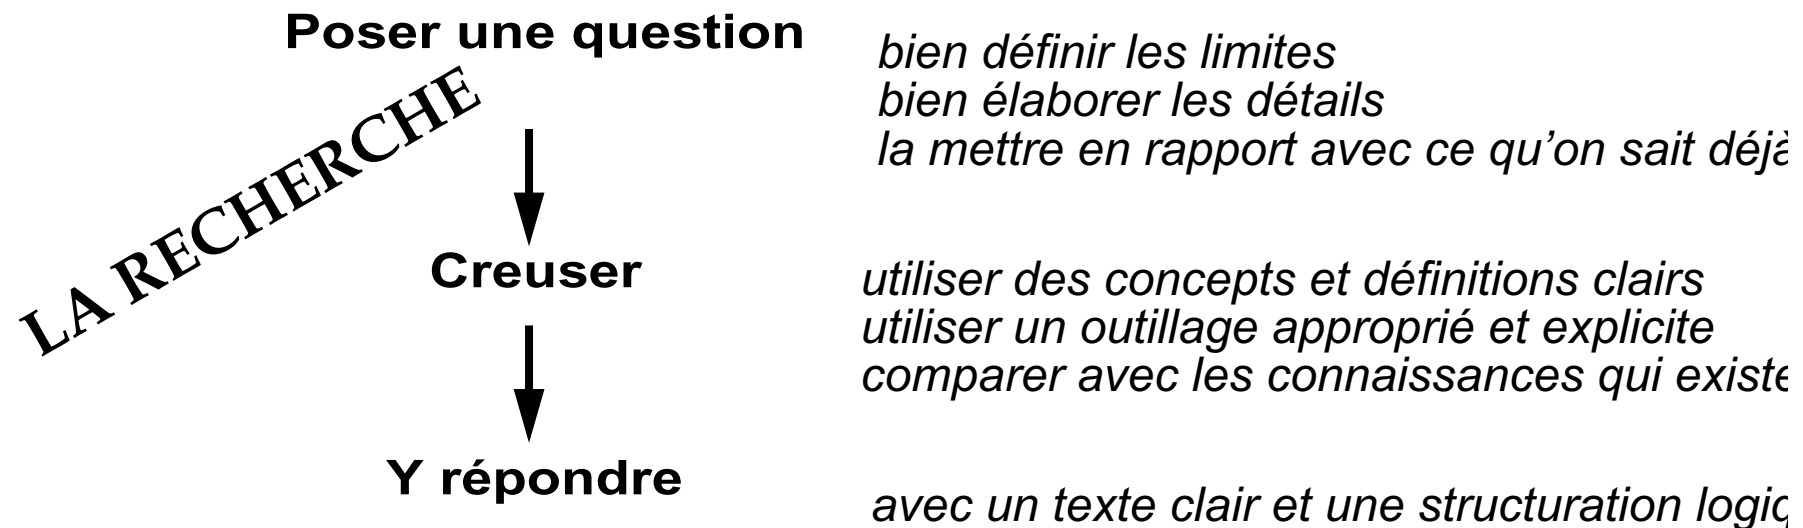 Poser une question
bien définir les limites
bien élaborer les détails
la mettre en rapport avec ce qu’on sait déjà
LA RECHERCHE
Creuser
utiliser des concepts et définitions clairs
utiliser un outillage approprié et explicite
comparer avec les connaissances qui
Y répondre
avec un texte clair et une structuration